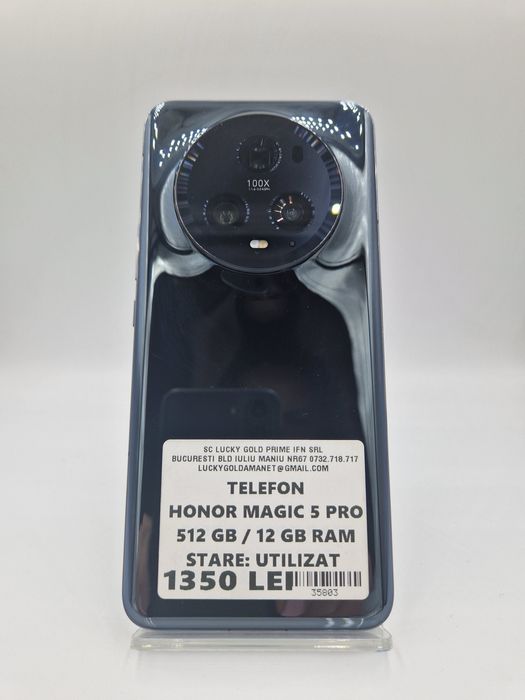 100X
SC LUCKY GOLD PRIME IFN SRL
BUCURESTI BLD IULIU MANIU NR67 0732.718.717
LUCKYGOLDAMANET@GMAIL.COM
TELEFON
HONOR MAGIC 5 PRO
512 GB / 12 GB RAM
STARE: UTILIZAT
1350 LEI
35803